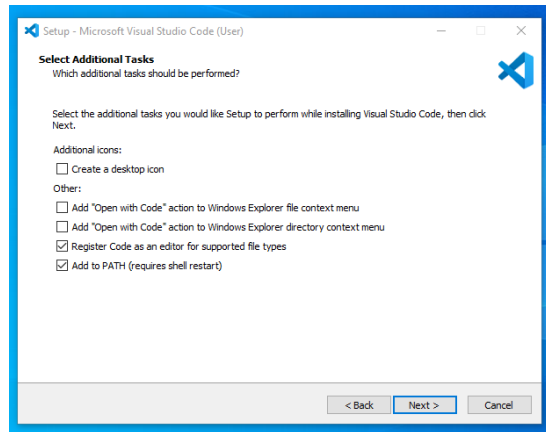 Setup - Microsoft Visual Studio Code (User)
Select Additional Tasks
Which additional tasks should be performed?
Select the additional tasks you would like Setup to perform while installing Visual Studio Code, then click
Next.
Additional icons:
Create a desktop icon
Other:
Add "Open with Code" action to Windows Explorer file context menu
Add "Open with Code" action to Windows Explorer directory context menu
Register Code as an editor for supported file types
Add to PATH (requires shell restart)
< Back Next > Cancel